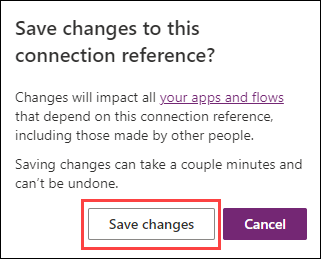 Save changes to this
connection reference?
Changes will impact all your apps and flows
that depend on this connection reference,
including those made by other people.
Saving changes can take a couple minutes and
can’t be undone.
Save changes
Cancel